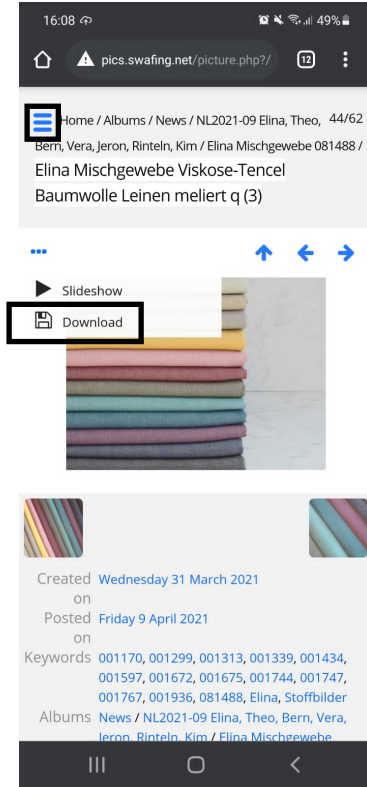 16:08
49%
pics.swafing.net/picture.php?/
12
Home / Albums / News / NL2021-09 Elina, Theo, 44/62
Bern, Vera, Jeron, Rinteln, Kim / Elina Mischgewebe 081488 /
Elina Mischgewebe Viskose-Tencel
Baumwolle Leinen meliert q (3)
Slideshow
Download
Created on Wednesday 31 March 2021
Posted on Friday 9 April 2021
Keywords 001170, 001299, 001313, 001339, 001434,
001597, 001672, 001675, 001744, 001747,
001767, 001936, 081488, Elina, Stoffbilder
Albums News / NL2021-09 Elina, Theo, Bern, Vera,
Jeron, Rinteln, Kim / Elina Mischgewebe